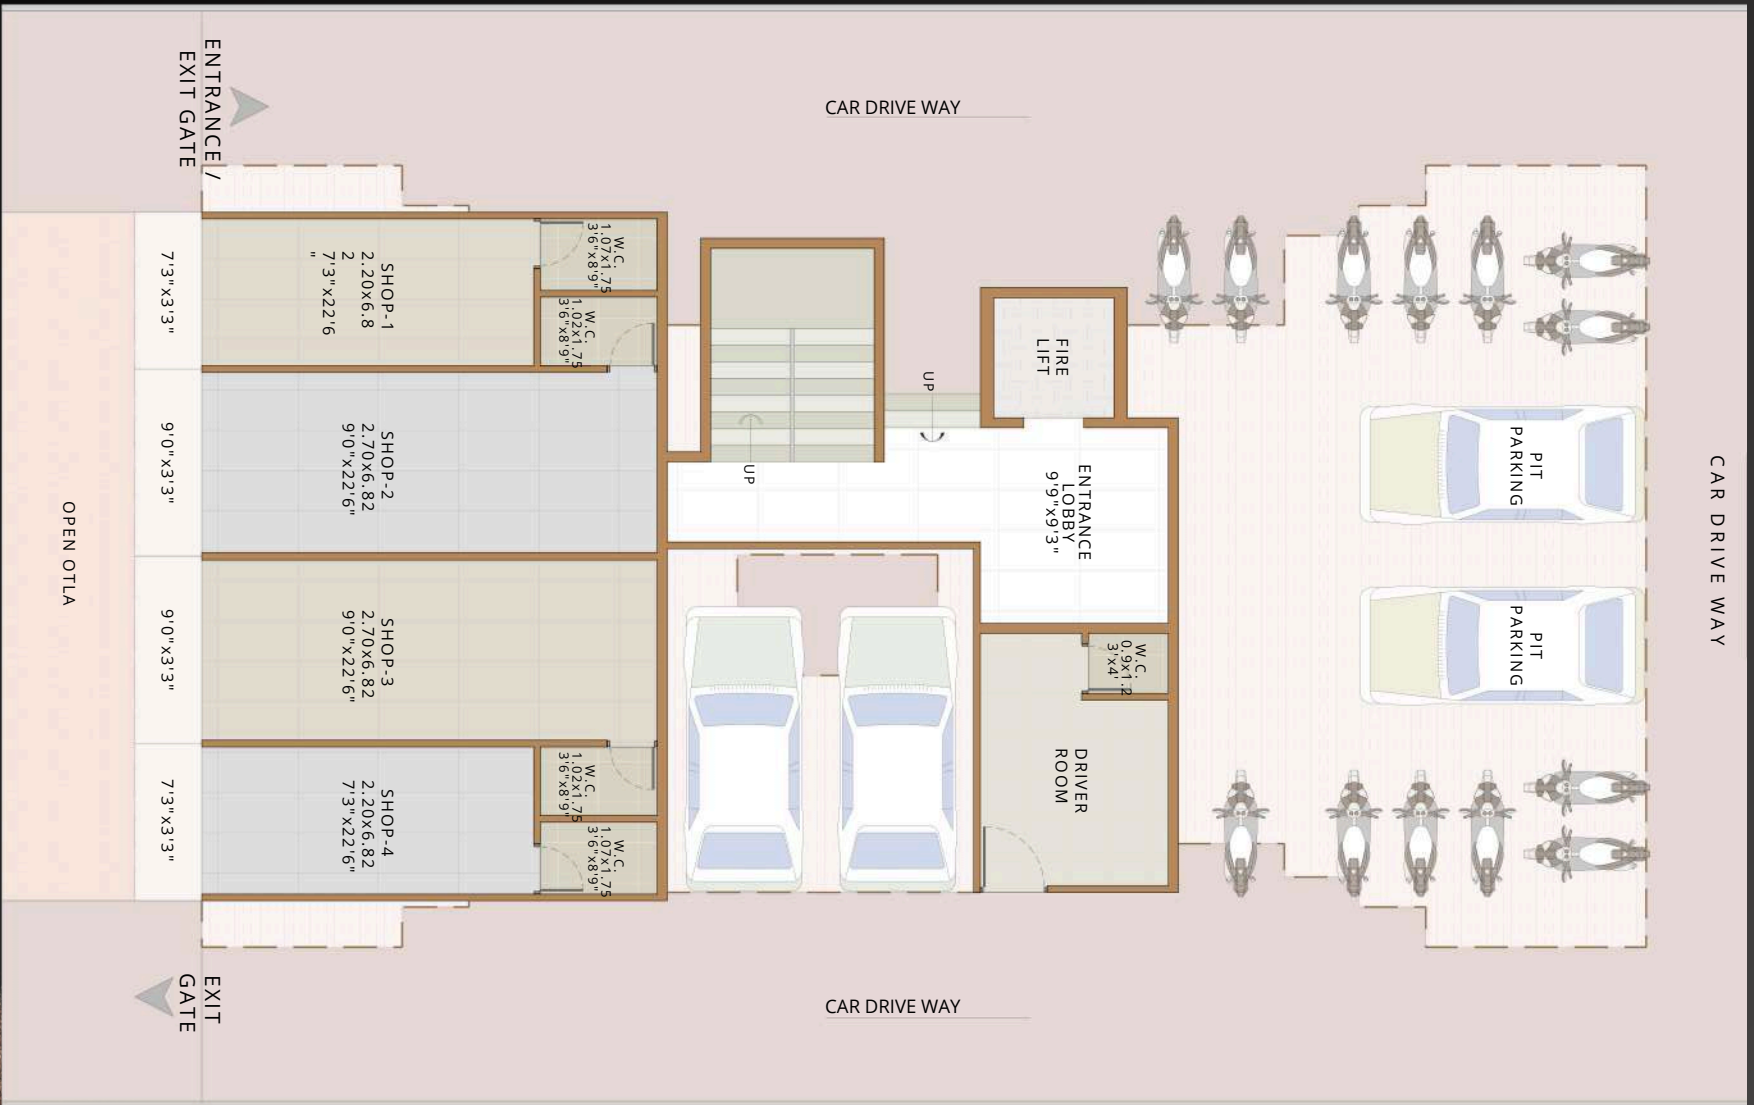 ENTRANCE /
EXIT GATE
CAR DRIVE WAY
7'3"x3'3"
SHOP-1
2.20x6.8
2
7'3"x22'6
"
W.C.
1.07x1.75
3'6"x8'9"
W.C.
1.02x1.75
3'6"x8'9"
9'0"x3'3"
SHOP-2
2.70x6.82
9'0"x22'6"
UP
UP
FIRE
LIFT
ENTRANCE
LOBBY
9'9"x9'3"
PIT
PARKING
CAR DRIVE WAY
OPEN OTLA
9'0"x3'3"
SHOP-3
2.70x6.82
9'0"x22'6"
W.C.
0.9x1.2
3'x4'
PIT
PARKING
DRIVER
ROOM
7'3"x3'3"
SHOP-4
2.20x6.82
7'3"x22'6"
W.C.
1.02x1.75
3'6"x8'9"
W.C.
1.07x1.75
3'6"x8'9"
EXIT
GATE
CAR DRIVE WAY